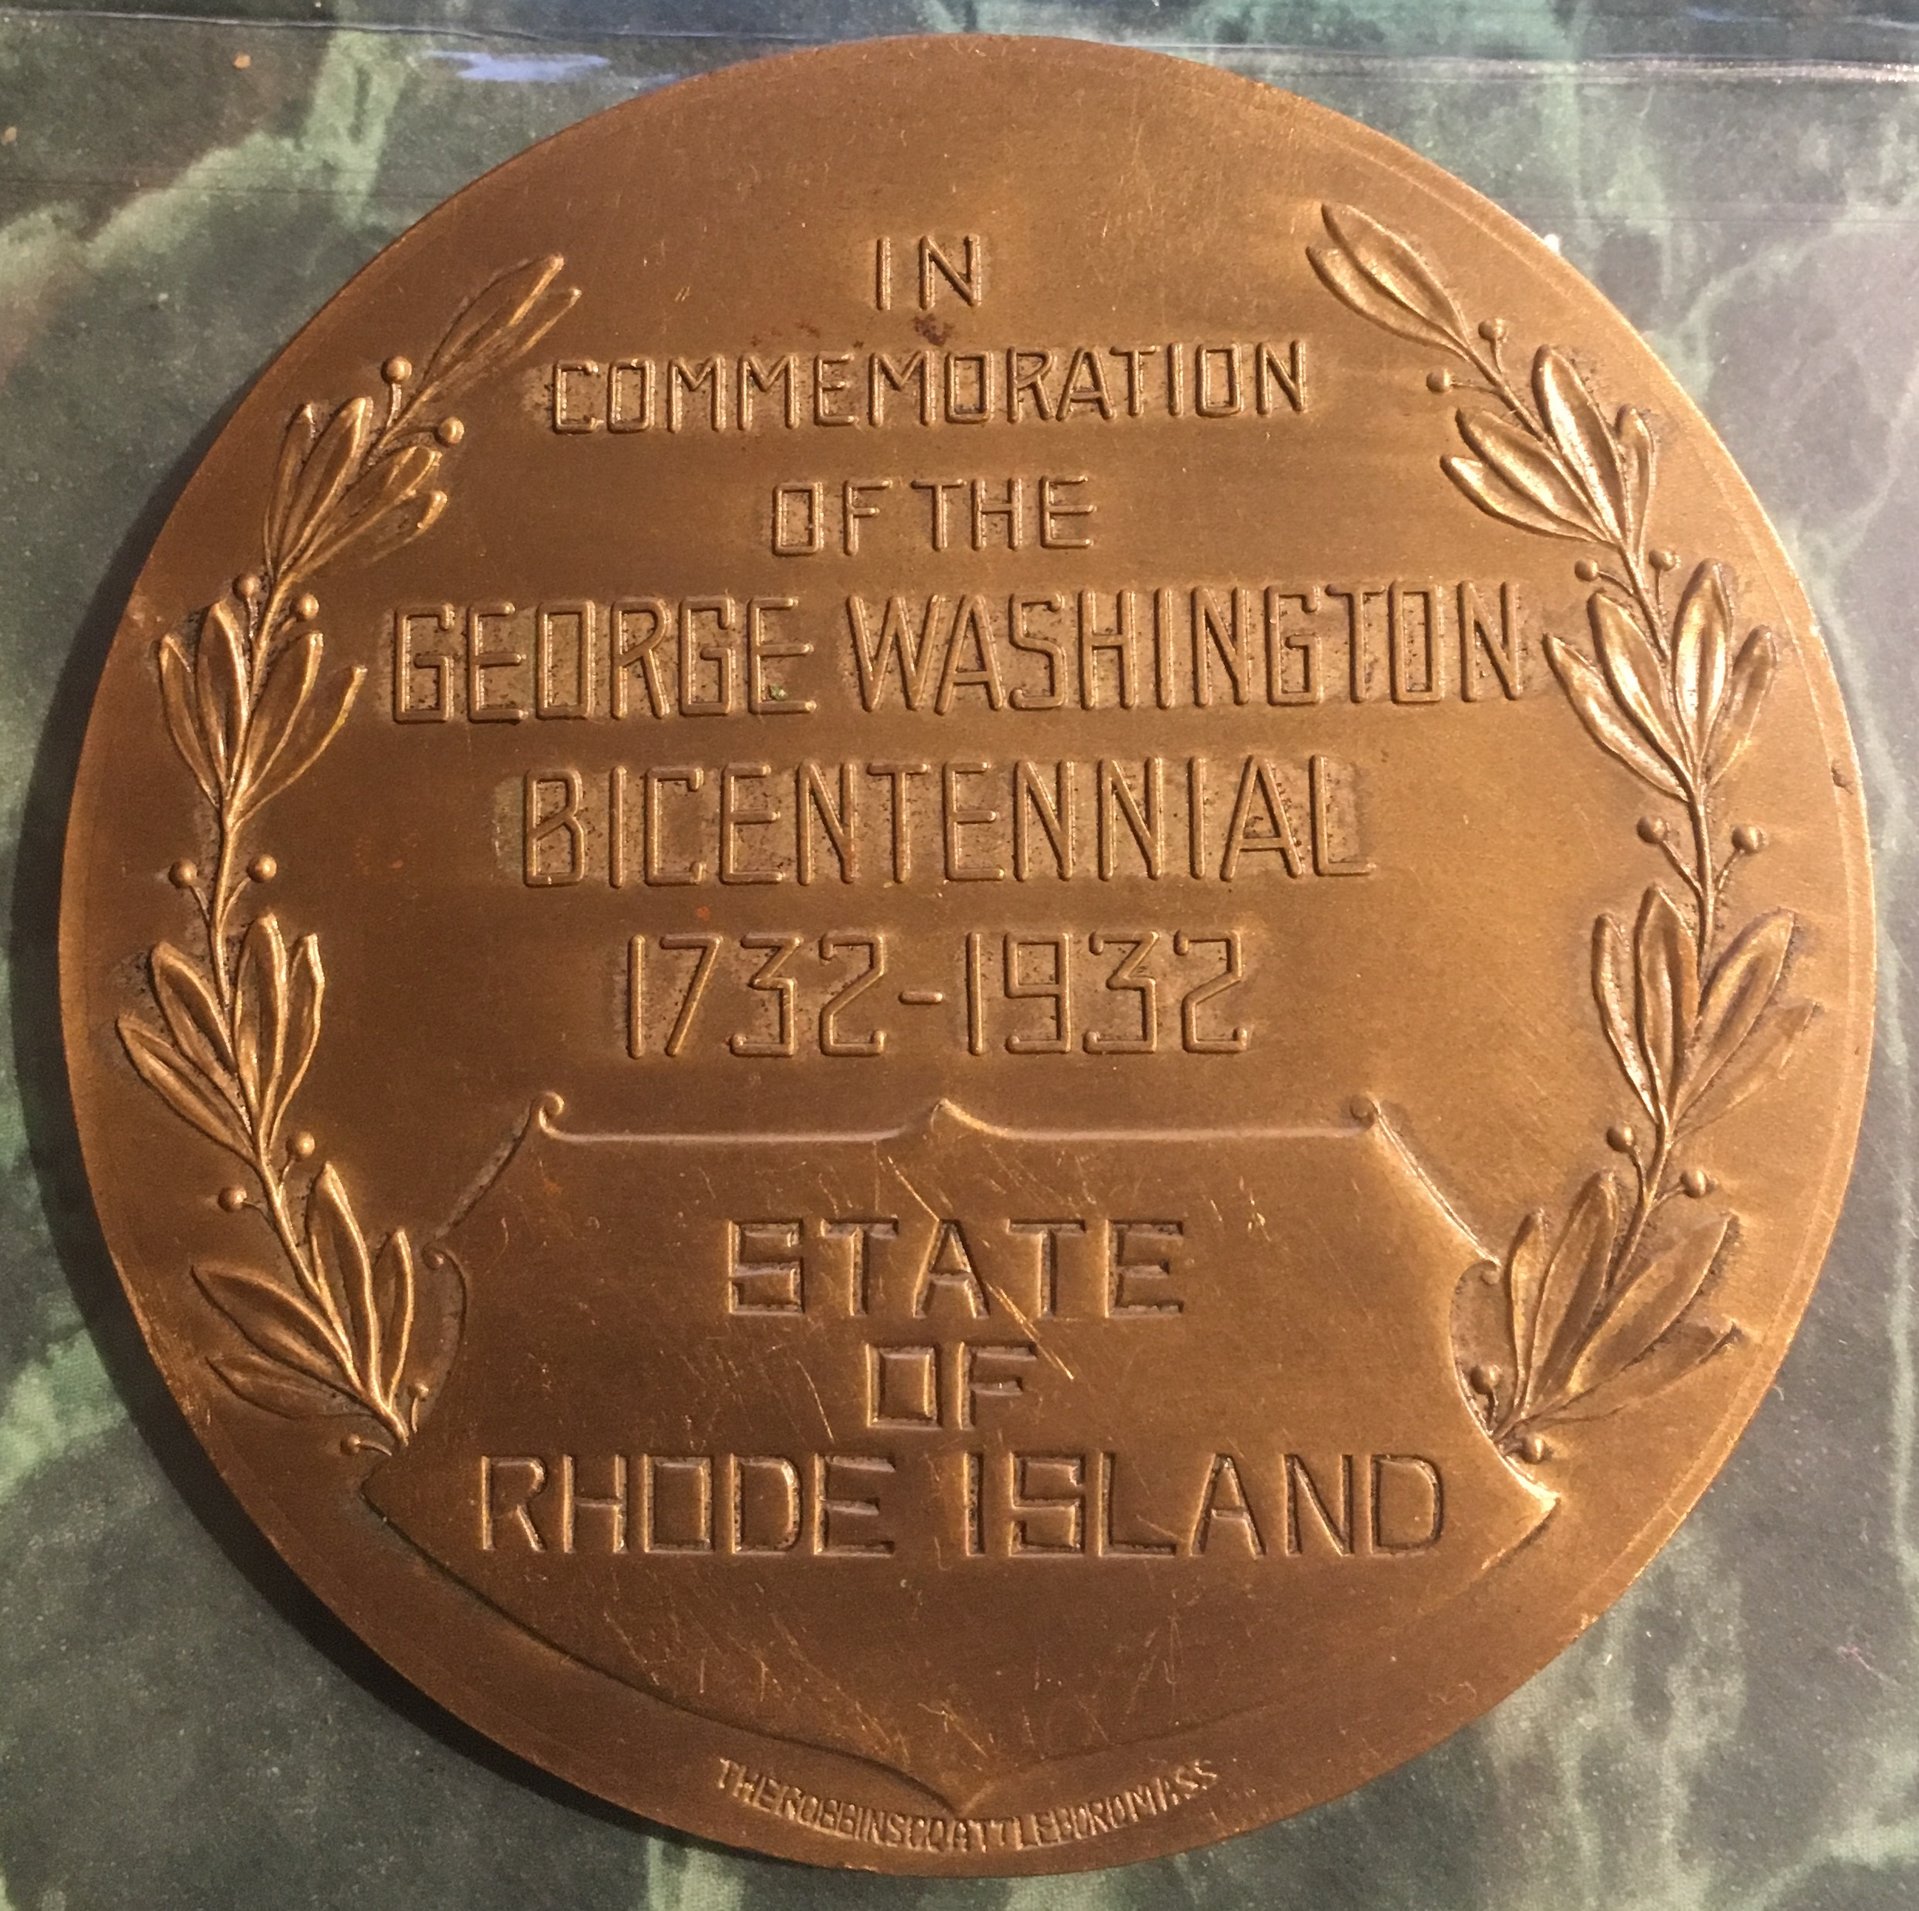 IN
COMMEMORATION
OF THE
GEORGE WASHINGTON
BICENTENNIAL
1732-1932
STATE
OF
RHODE ISLAND
THE ROBBINS CO ATTLEBORO MASS